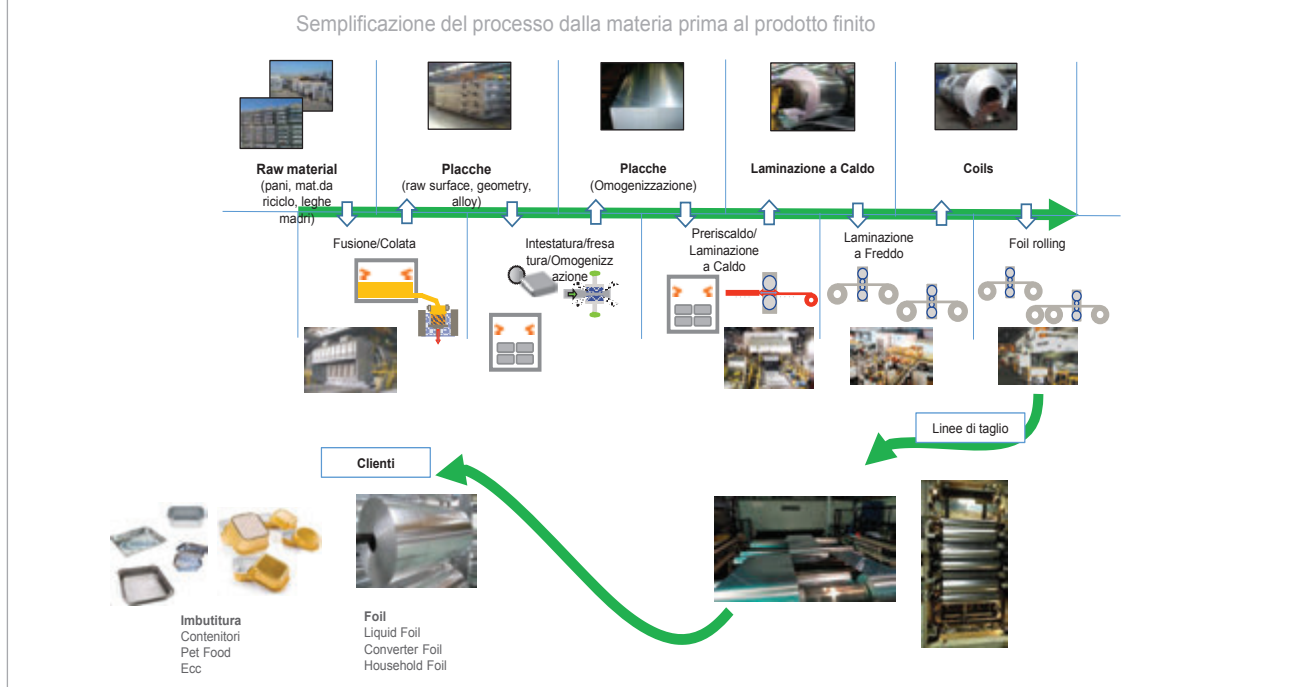 Semplificazione del processo dalla materia prima al prodotto finito
Raw material
(pani, mat.da
riciclo, leghe
madri)
Placche
(raw surface, geometry,
alloy)
Placche
(Omogenizzazione)
Laminazione a Caldo
Coils
Fusione/Colata
Intestatura/fresa
tura/Omogenizz
azione
Preriscaldo/
Laminazione
a Caldo
Laminazione
a Freddo
Foil rolling
Linee di taglio
Clienti
Imbutitura
Contenitori
Pet Food
Ecc
Foil
Liquid Foil
Converter Foil
Household Foil